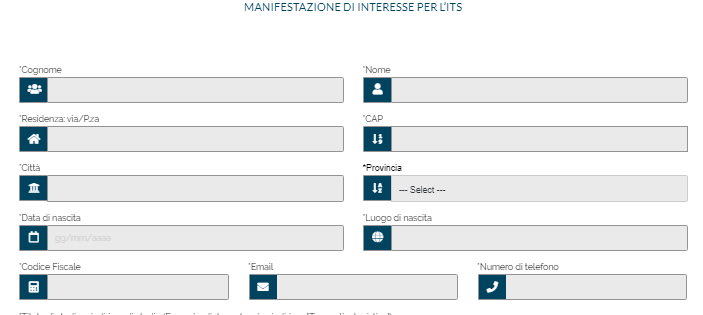 MANIFESTAZIONE DI INTERESSE PER L'ITS
*Cognome
*Nome
*Residenza: via/P.za
*CAP
*Città
*Provincia
--- Select ---
*Data di nascita
gg/mm/aaaa
*Luogo di nascita
*Codice Fiscale
*Email
*Numero di telefono